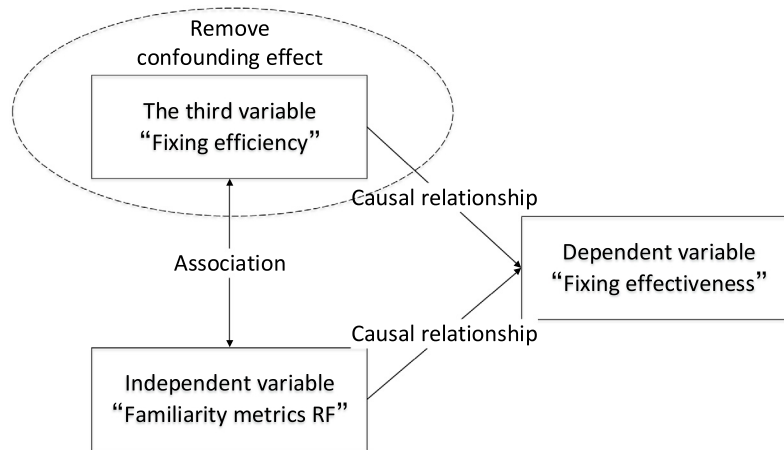 Remove
confounding effect
The third variable
“Fixing efficiency”
Causal relationship
Association
Dependent variable
“Fixing effectiveness”
Causal relationship
Independent variable
“Familiarity metrics RF”